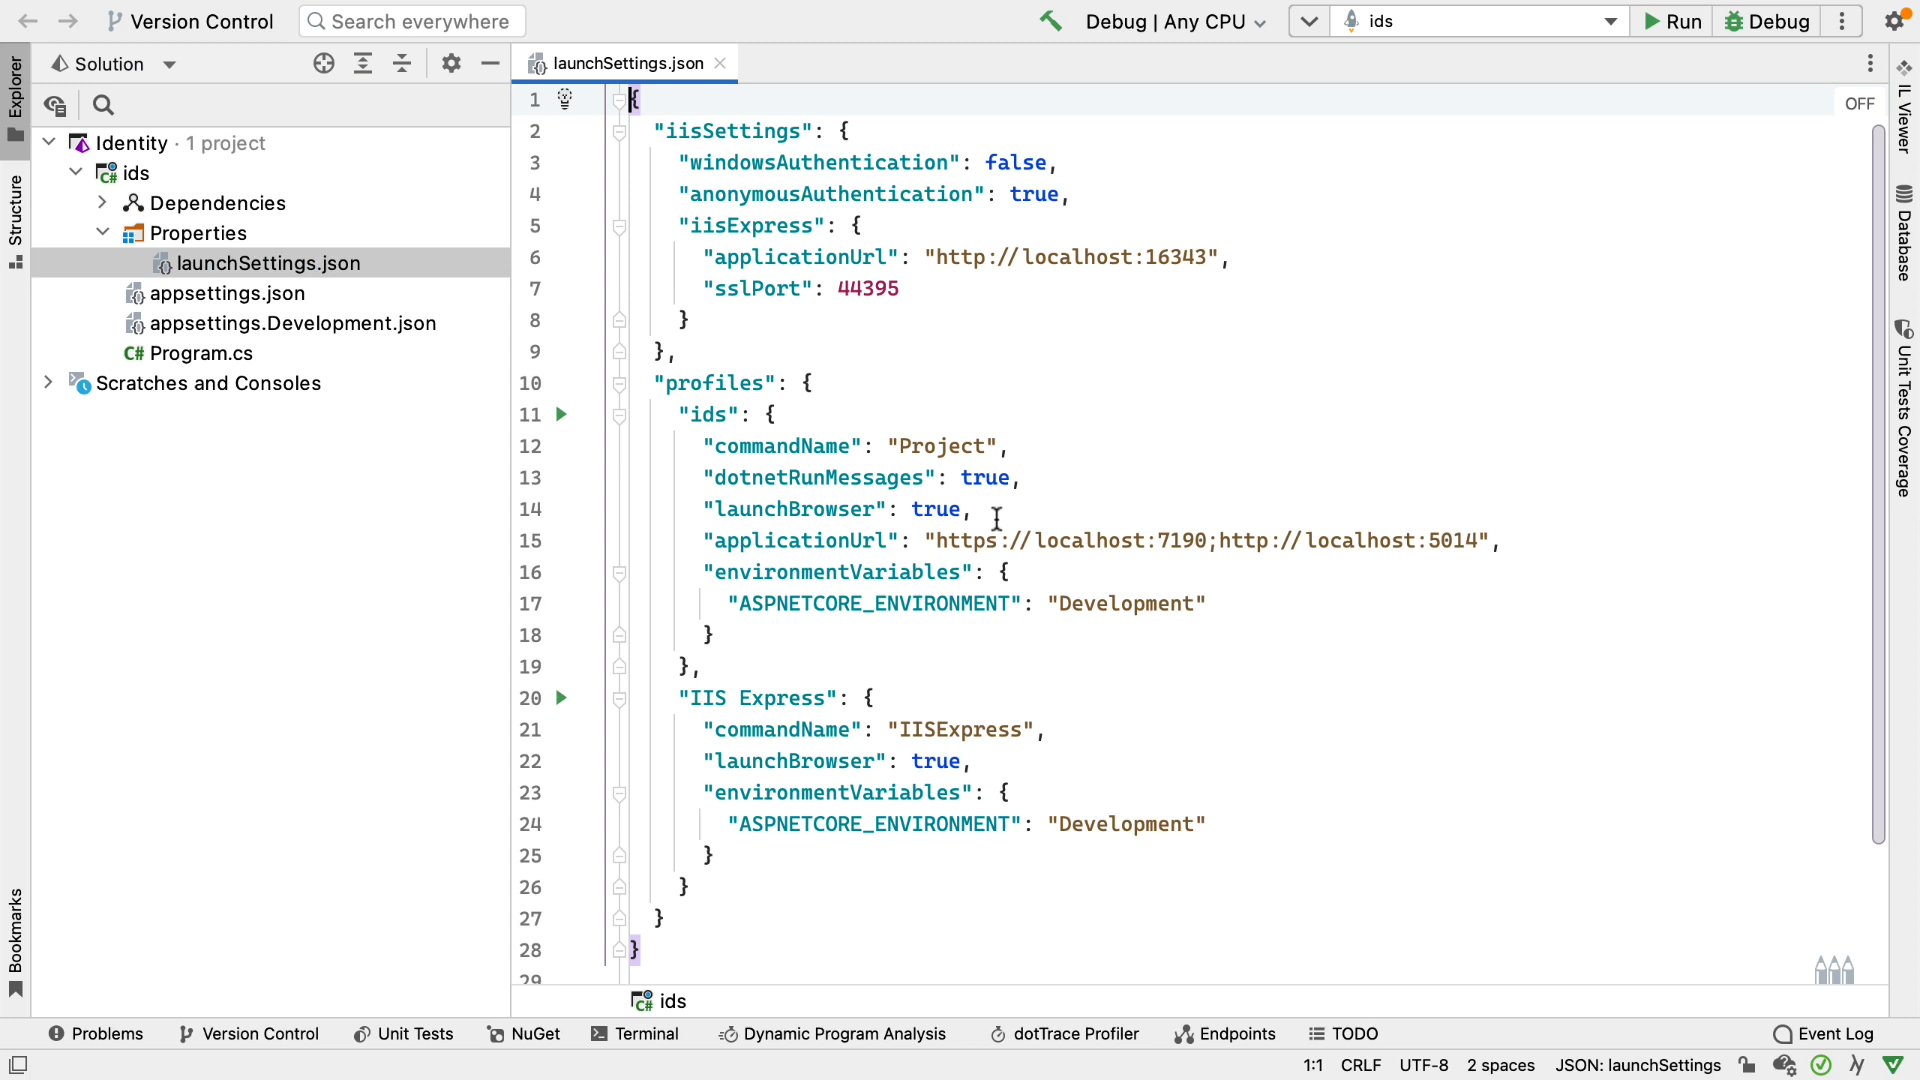 Version Control
Search everywhere
Debug | Any CPU
ids
Run
Debug
Explorer
Structure
Bookmarks
Solution
Identity · 1 project
ids
Dependencies
Properties
launchSettings.json
appsettings.json
appsettings.Development.json
C# Program.cs
Scratches and Consoles
launchSettings.json
OFF
1 {
2 "iisSettings": {
3 "windowsAuthentication": false,
4 "anonymousAuthentication": true,
5 "iisExpress": {
6 "applicationUrl": "http://localhost:16343",
7 "sslPort": 44395
8 }
9 },
10 "profiles": {
11 "ids": {
12 "commandName": "Project",
13 "dotnetRunMessages": true,
14 "launchBrowser": true,
15 "applicationUrl": "https://localhost:7190;http://localhost:5014",
16 "environmentVariables": {
17 "ASPNETCORE_ENVIRONMENT": "Development"
18 }
19 },
20 "IIS Express": {
21 "commandName": "IISExpress",
22 "launchBrowser": true,
23 "environmentVariables": {
24 "ASPNETCORE_ENVIRONMENT": "Development"
25 }
26 }
27 }
28 }
29
C# ids
IL Viewer
Database
Unit Tests Coverage
Problems
Version Control
Unit Tests
NuGet
Terminal
Dynamic Program Analysis
dotTrace Profiler
Endpoints
TODO
Event Log
1:1 CRLF UTF-8 2 spaces JSON: launchSettings